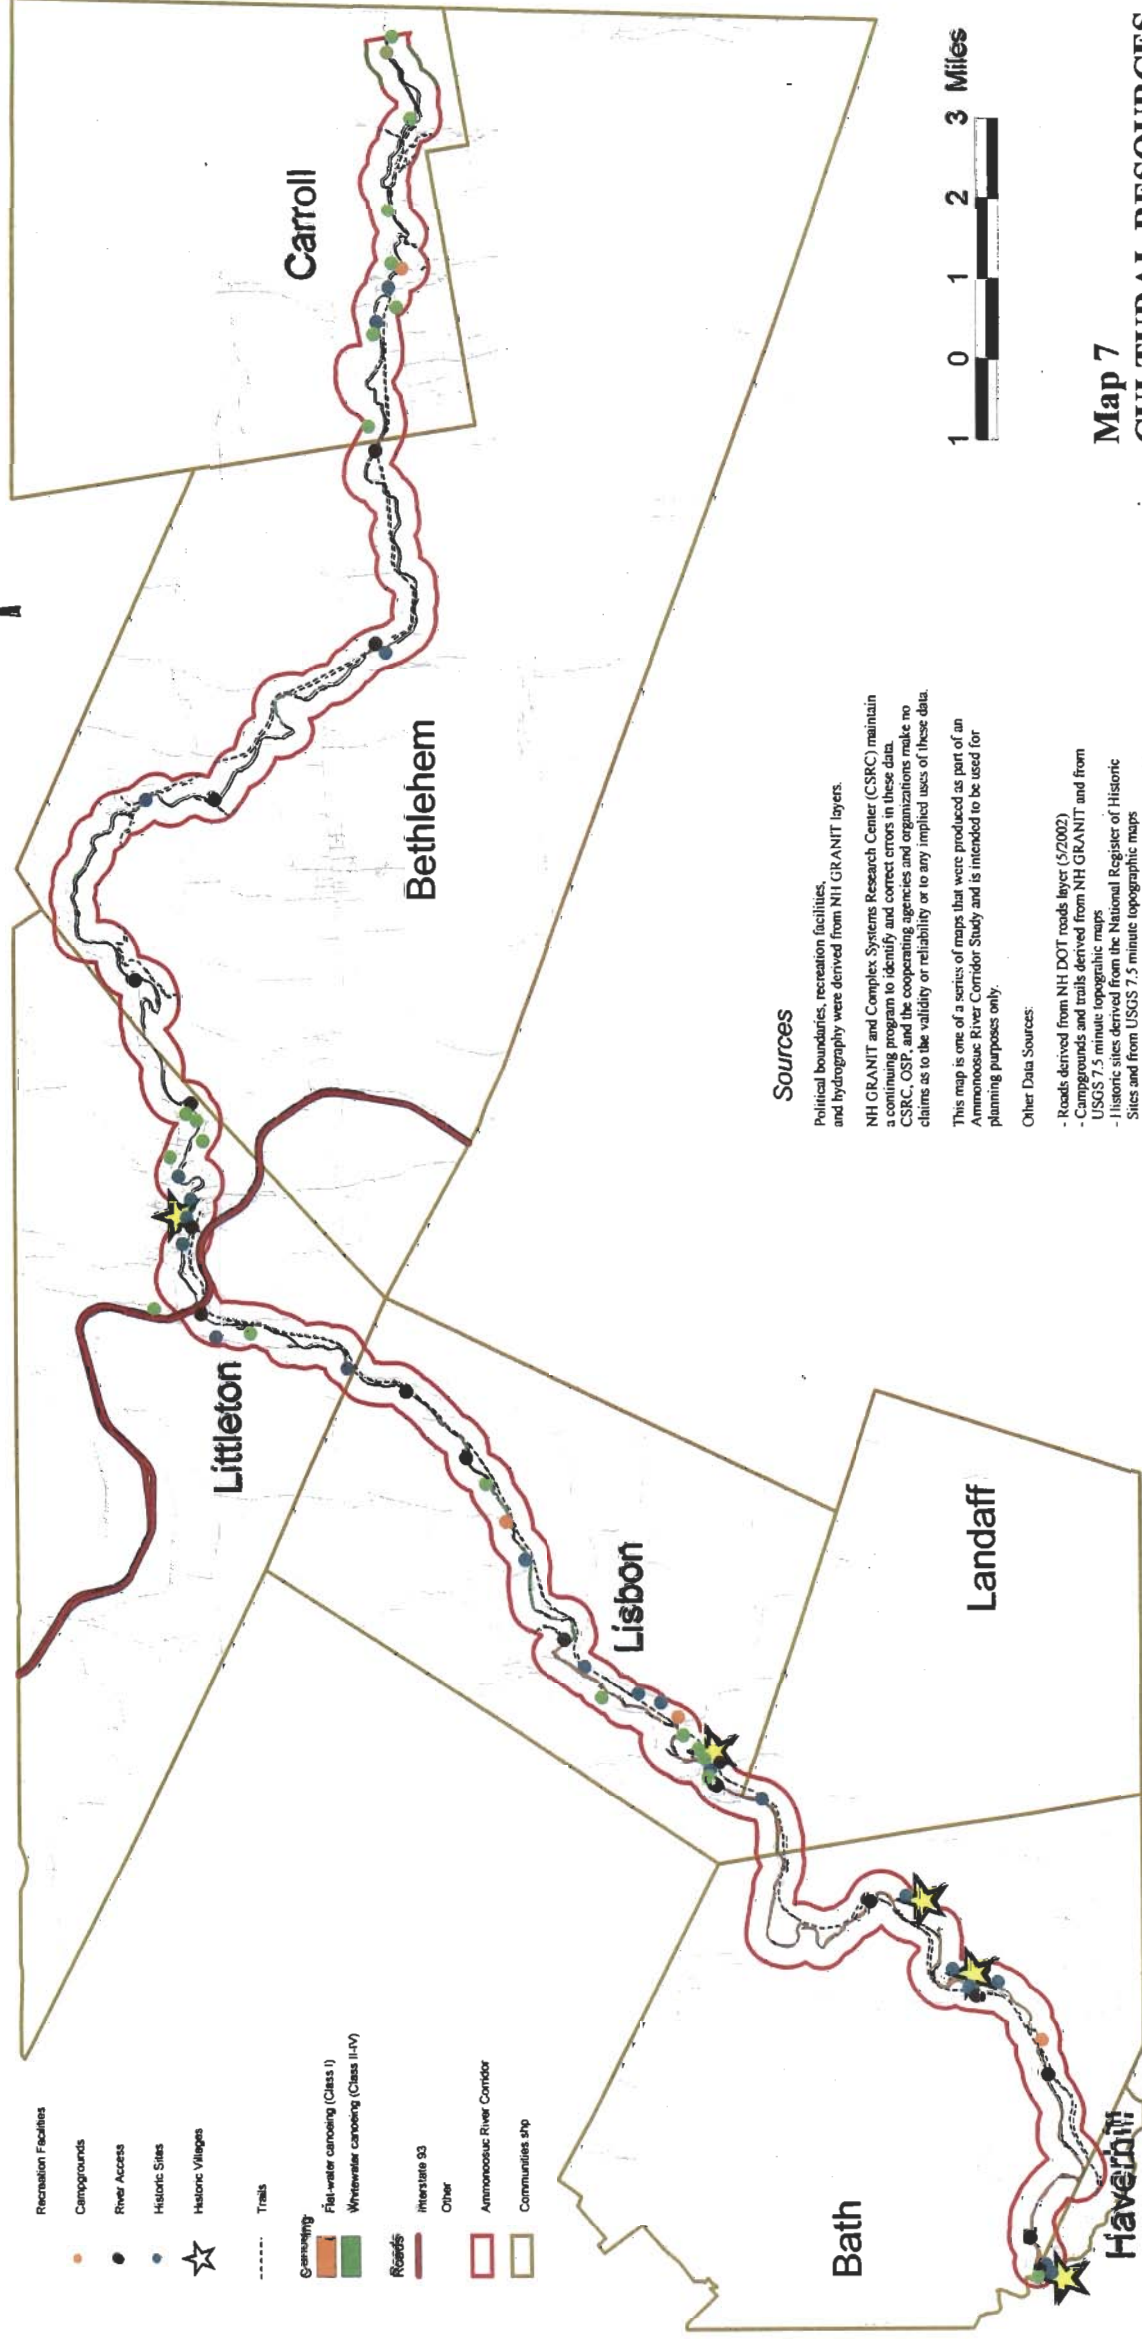 Carroll
Bethlehem
Littleton
Lisbon
Landaff
Bath
Haverhill
Recreation Facilities
Campgrounds
River Access
Historic Sites
Historic Villages
Trails
Canoeing
Flat-water canoeing (Class I)
Whitewater canoeing (Class II-IV)
Roads
Interstate 93
Other
Ammonoosuc River Corridor
Communities.shp
Sources
Political boundaries, recreation facilities,
and hydrography were derived from NH GRANIT layers.
NH GRANIT and Complex Systems Research Center (CSRC) maintain
a continuing program to identify and correct errors in these data.
CSRC, OSP, and the cooperating agencies and organizations make no
claims as to the validity or reliability or to any implied uses of these data.
This map is one of a series of maps that were produced as part of an
Ammonoosuc River Corridor Study and is intended to be used for
planning purposes only.
Other Data Sources:
- Roads derived from NH DOT roads layer (5/2002)
- Campgrounds and trails derived from NH GRANIT and from
USGS 7.5 minute topograhic maps
- Historic sites derived from the National Register of Historic
Sites and from USGS 7.5 minute topographic maps
1 0 1 2 3 Miles
Map 7
CULTURAL RESOURCES